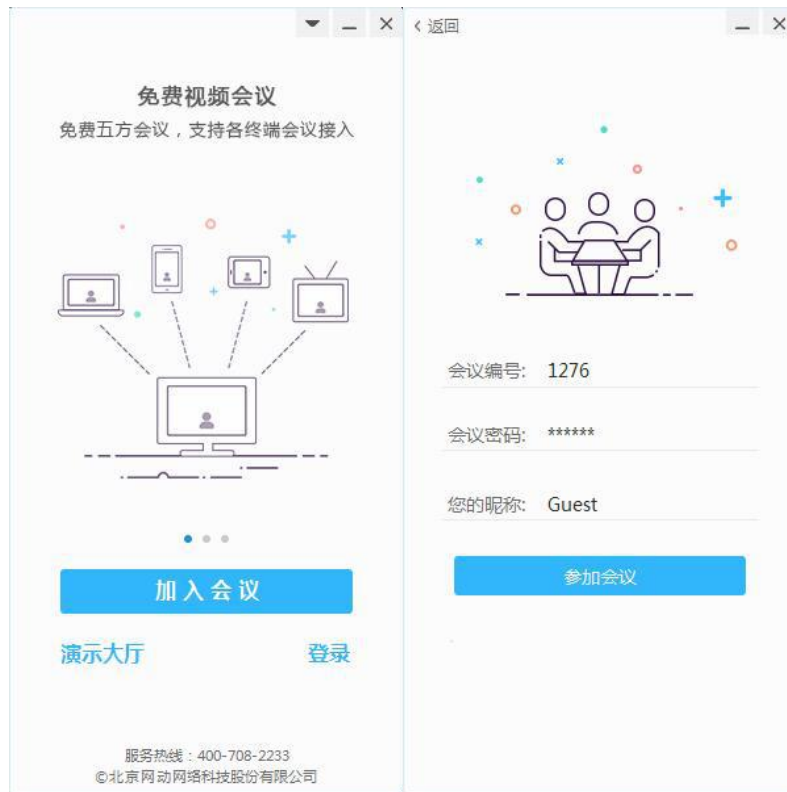 免费视频会议
免费五方会议，支持各终端会议接入
加入会议
演示大厅 登录
服务热线：400-708-2233
©北京网动网络科技股份有限公司
返回
会议编号: 1276
会议密码: ******
您的昵称: Guest
参加会议